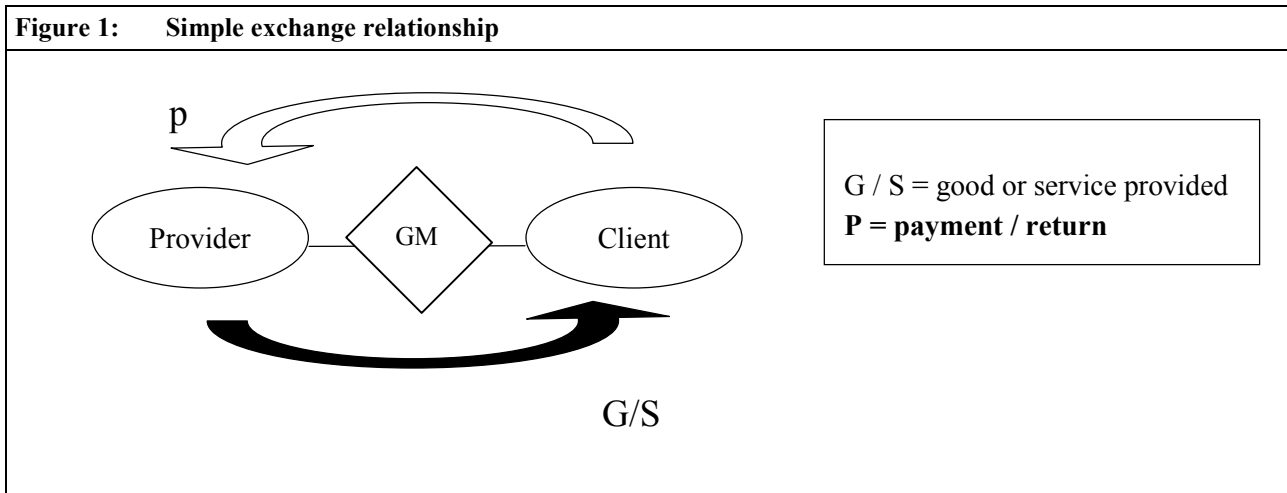 Figure 1: Simple exchange relationship
p
Provider
GM
Client
G/S
G / S = good or service provided
P = payment / return